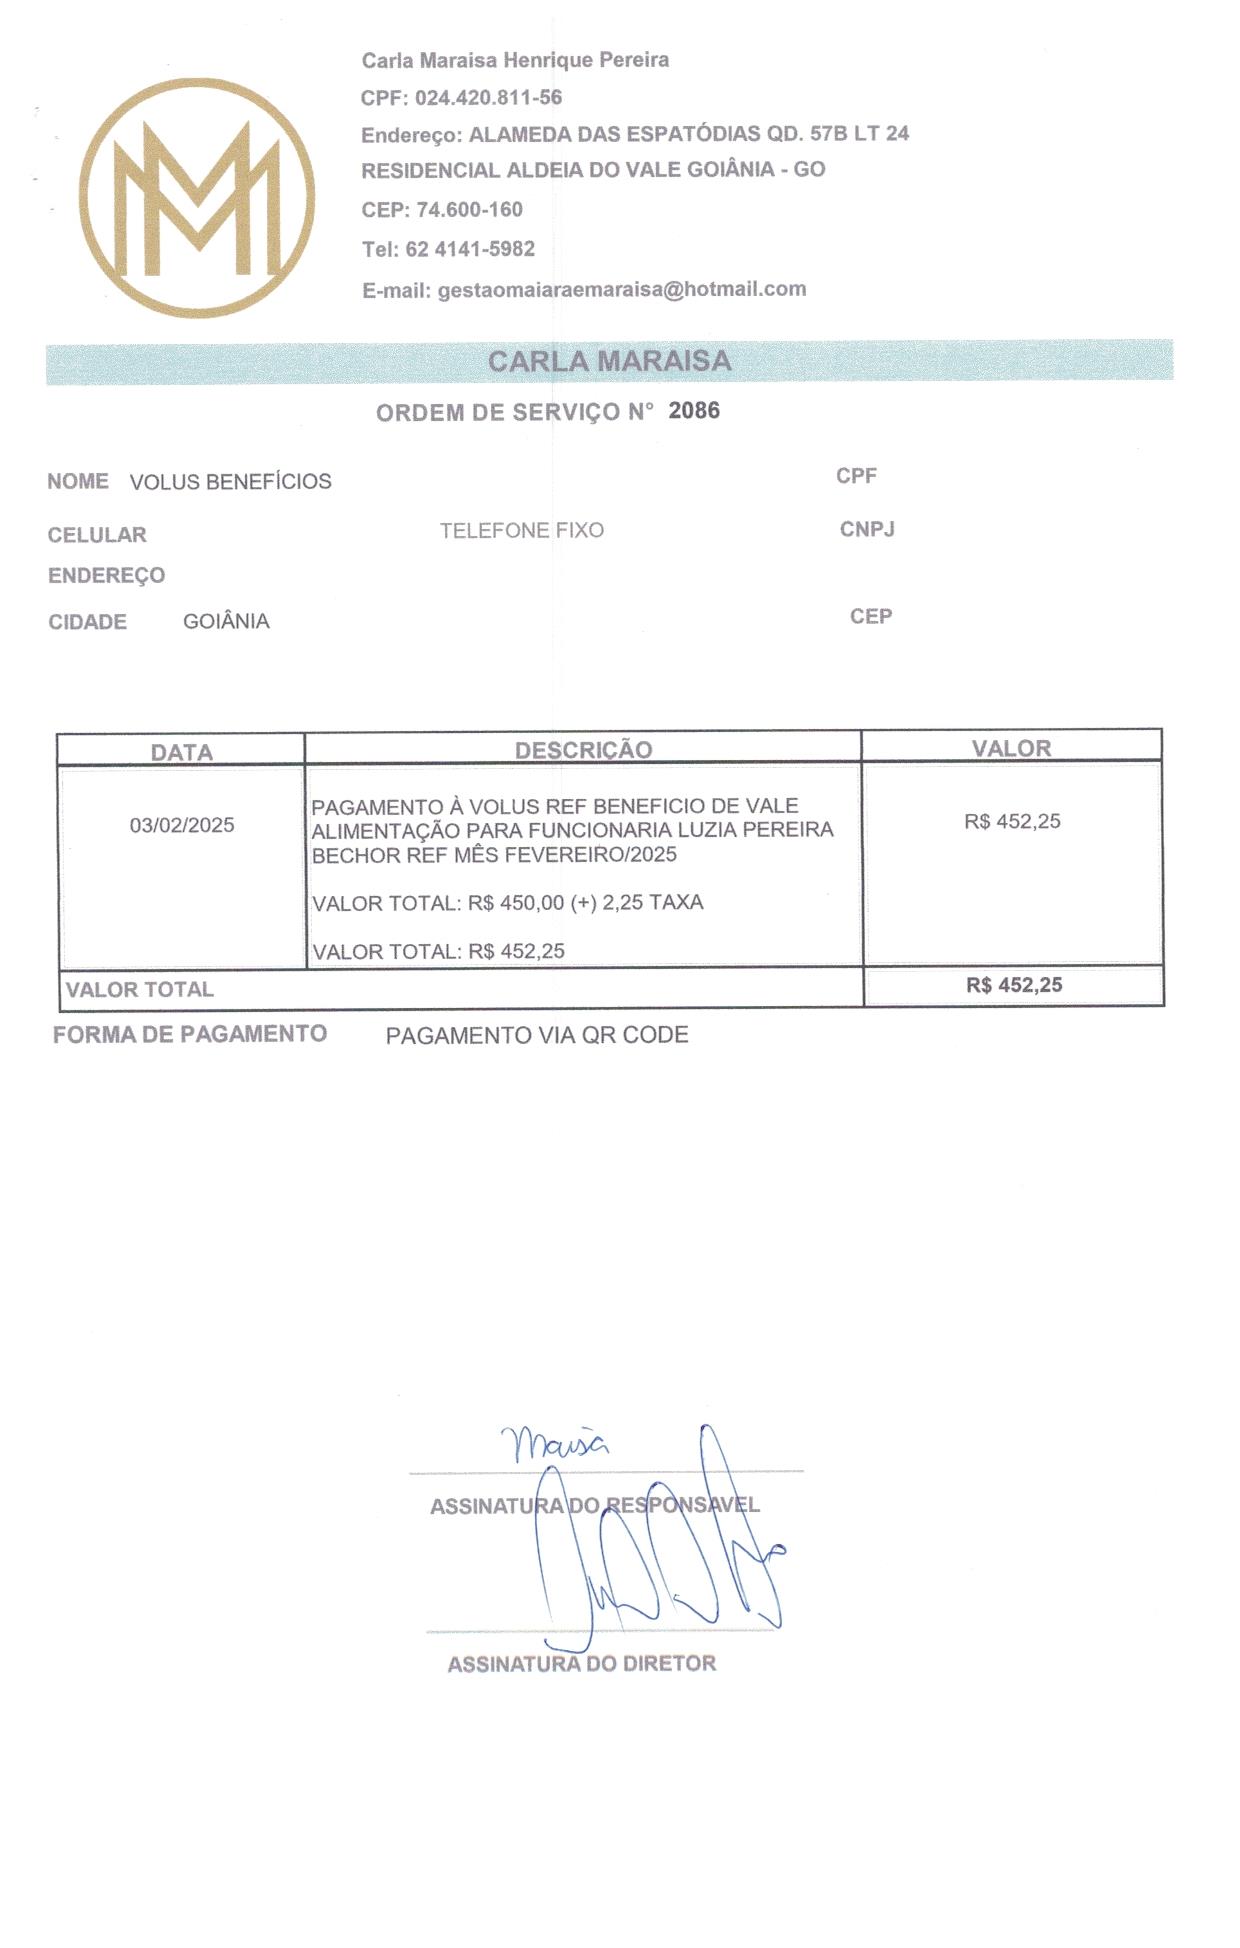 Carla Maraisa Henrique Pereira
CPF: 024.420.811-56
Endereço: ALAMEDA DAS ESPATÓDIAS QD. 57B LT 24
RESIDENCIAL ALDEIA DO VALE GOIÂNIA - GO
CEP: 74.600-160
Tel: 62 4141-5982
E-mail: gestaomaiaraemaraisa@hotmail.com
CARLA MARAISA
ORDEM DE SERVIÇO N° 2086
NOME VOLUS BENEFÍCIOS CPF
CELULAR TELEFONE FIXO CNPJ
ENDEREÇO
CIDADE GOIÂNIA CEP
DATA DESCRIÇÃO VALOR
03/02/2025 PAGAMENTO À VOLUS REF BENEFICIO DE VALE R$ 452,25
ALIMENTAÇÃO PARA FUNCIONARIA LUZIA PEREIRA
BECHOR REF MÊS FEVEREIRO/2025
VALOR TOTAL: R$ 450,00 (+) 2,25 TAXA
VALOR TOTAL: R$ 452,25
VALOR TOTAL R$ 452,25
FORMA DE PAGAMENTO PAGAMENTO VIA QR CODE
ASSINATURA DO RESPONSAVEL
ASSINATURA DO DIRETOR